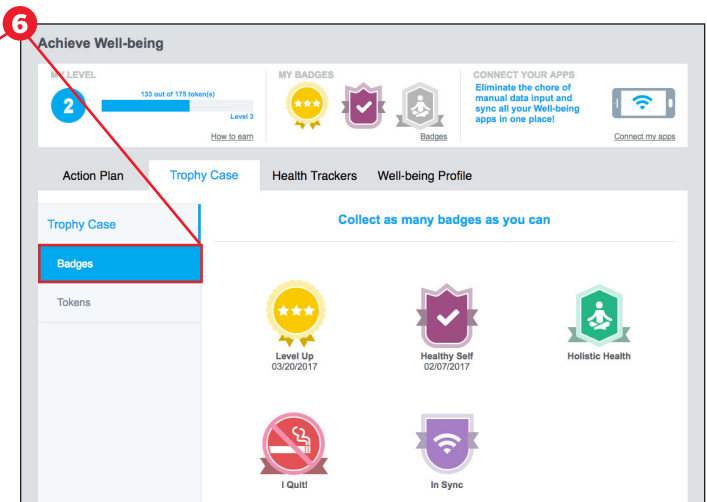 6
Achieve Well-being
MY LEVEL
2
133 out of 175 token(s)
Level 3
How to earn
MY BADGES
Badges
CONNECT YOUR APPS
Eliminate the chore of
manual data input and
sync all your Well-being
apps in one place!
Connect my apps
Action Plan
Trophy Case
Health Trackers
Well-being Profile
Trophy Case
Badges
Tokens
Collect as many badges as you can
Level Up
03/20/2017
Healthy Self
02/07/2017
Holistic Health
I Quit!
In Sync